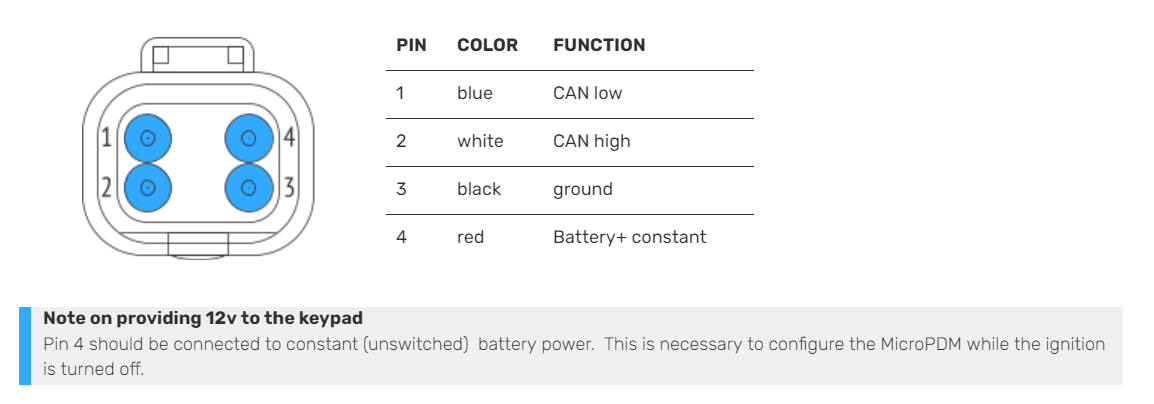 PIN COLOR FUNCTION
1 blue CAN low
2 white CAN high
3 black ground
4 red Battery+ constant
1 4
2 3
Note on providing 12v to the keypad
Pin 4 should be connected to constant (unswitched)  battery power.  This is necessary to configure the MicroPDM while the ignition
is turned off.